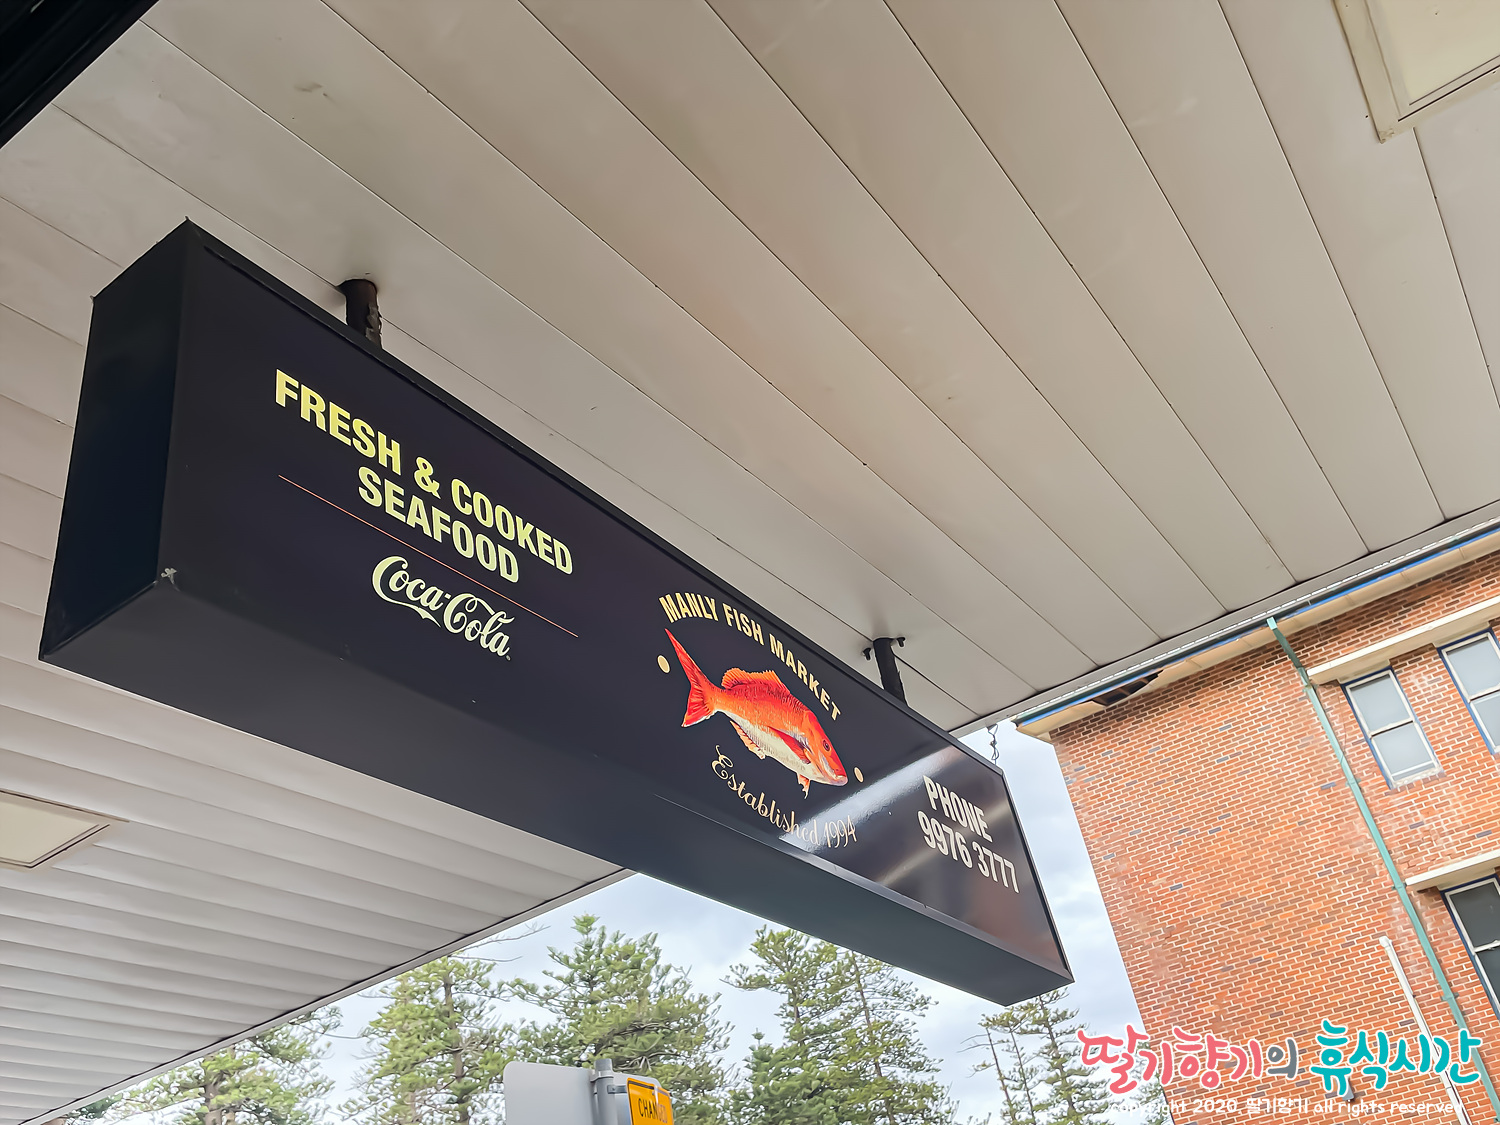 FRESH & COOKED
SEAFOOD
Coca-Cola
MANLY FISH MARKET
Established 1994
PHONE
9976 3777
딸기향기의 휴식시간
copyright 2020. 딸기향기 all rights reserved